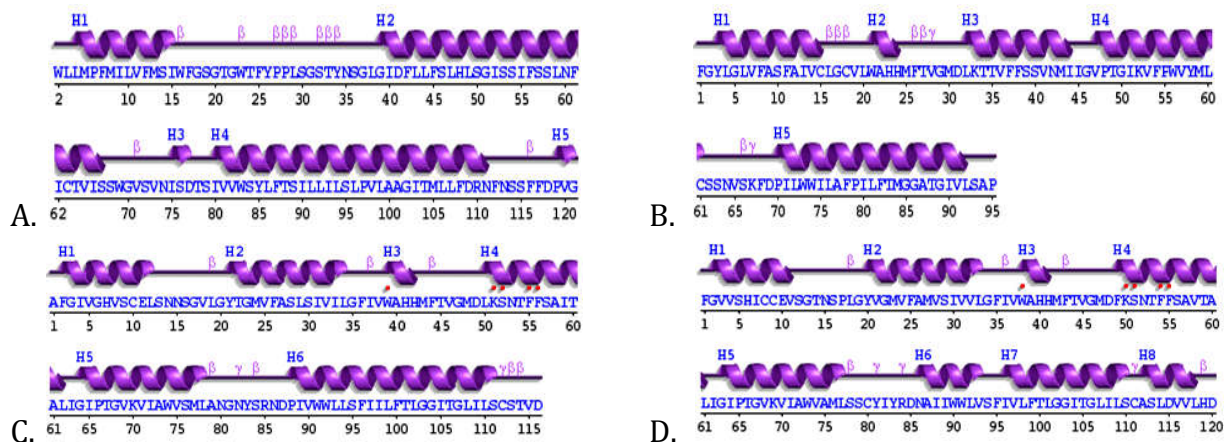 H1 β β βββ βββ H2
WLLMPFMILVFMSIWFGSGTGWTFYPPLSGSTYNSGLGIDFLLFSLHLSGISSIFSSLNF
2 10 15 20 25 30 35 40 45 50 55 60
β H3 H4 β H5
ICTVISSWGVSVNISDTSIVVWSYLFTSILLILSLPVLAAGITMLLFDRNFNSSFFDPVG
62 70 75 80 85 90 95 100 105 110 115 120
A.
H1 βββ H2 ββγ H3 H4
FGYLGLVFASFAIVCLGCVLWAHHMFTVGMDLKTTVFFSSVNMIIGVPTGIKVFFWVYML
1 5 10 15 20 25 30 35 40 45 50 55 60
βγ H5
CSSNVSKFDPILWWILAFPILFTMGGATGIVLSAP
61 65 70 75 80 85 90 95
B.
H1 β H2 β H3 β H4
AFGIVGHVSCELSNNSGVLGYTGMVFASLSIVILGFIVWAHHMFTVGMDLKSNTFFSAIT
1 5 10 15 20 25 30 35 40 45 50 55 60
H5 β γ β H6 γββ
ALIGIPTGVKVIAWVSMLANGNYSRNDPIVWWLLSFIILFTLGGITGLILSCSTVD
61 65 70 75 80 85 90 95 100 105 110 115
C.
H1 β H2 β H3 β H4
FGVVSHICCEVSGTNSPLGYVGMVFAMVSIVVLGFIVWAHHMFTVGMDFKSNTFFSAVTA
1 5 10 15 20 25 30 35 40 45 50 55 60
H5 β γ γ H6 H7 γ H8 β
LIGIPTGVKVIAWVAMLSSCYIYRDNAIIWWLVSFIVLFTLGGITGLILSCASLDVVLHD
61 65 70 75 80 85 90 95 100 105 110 115 120
D.